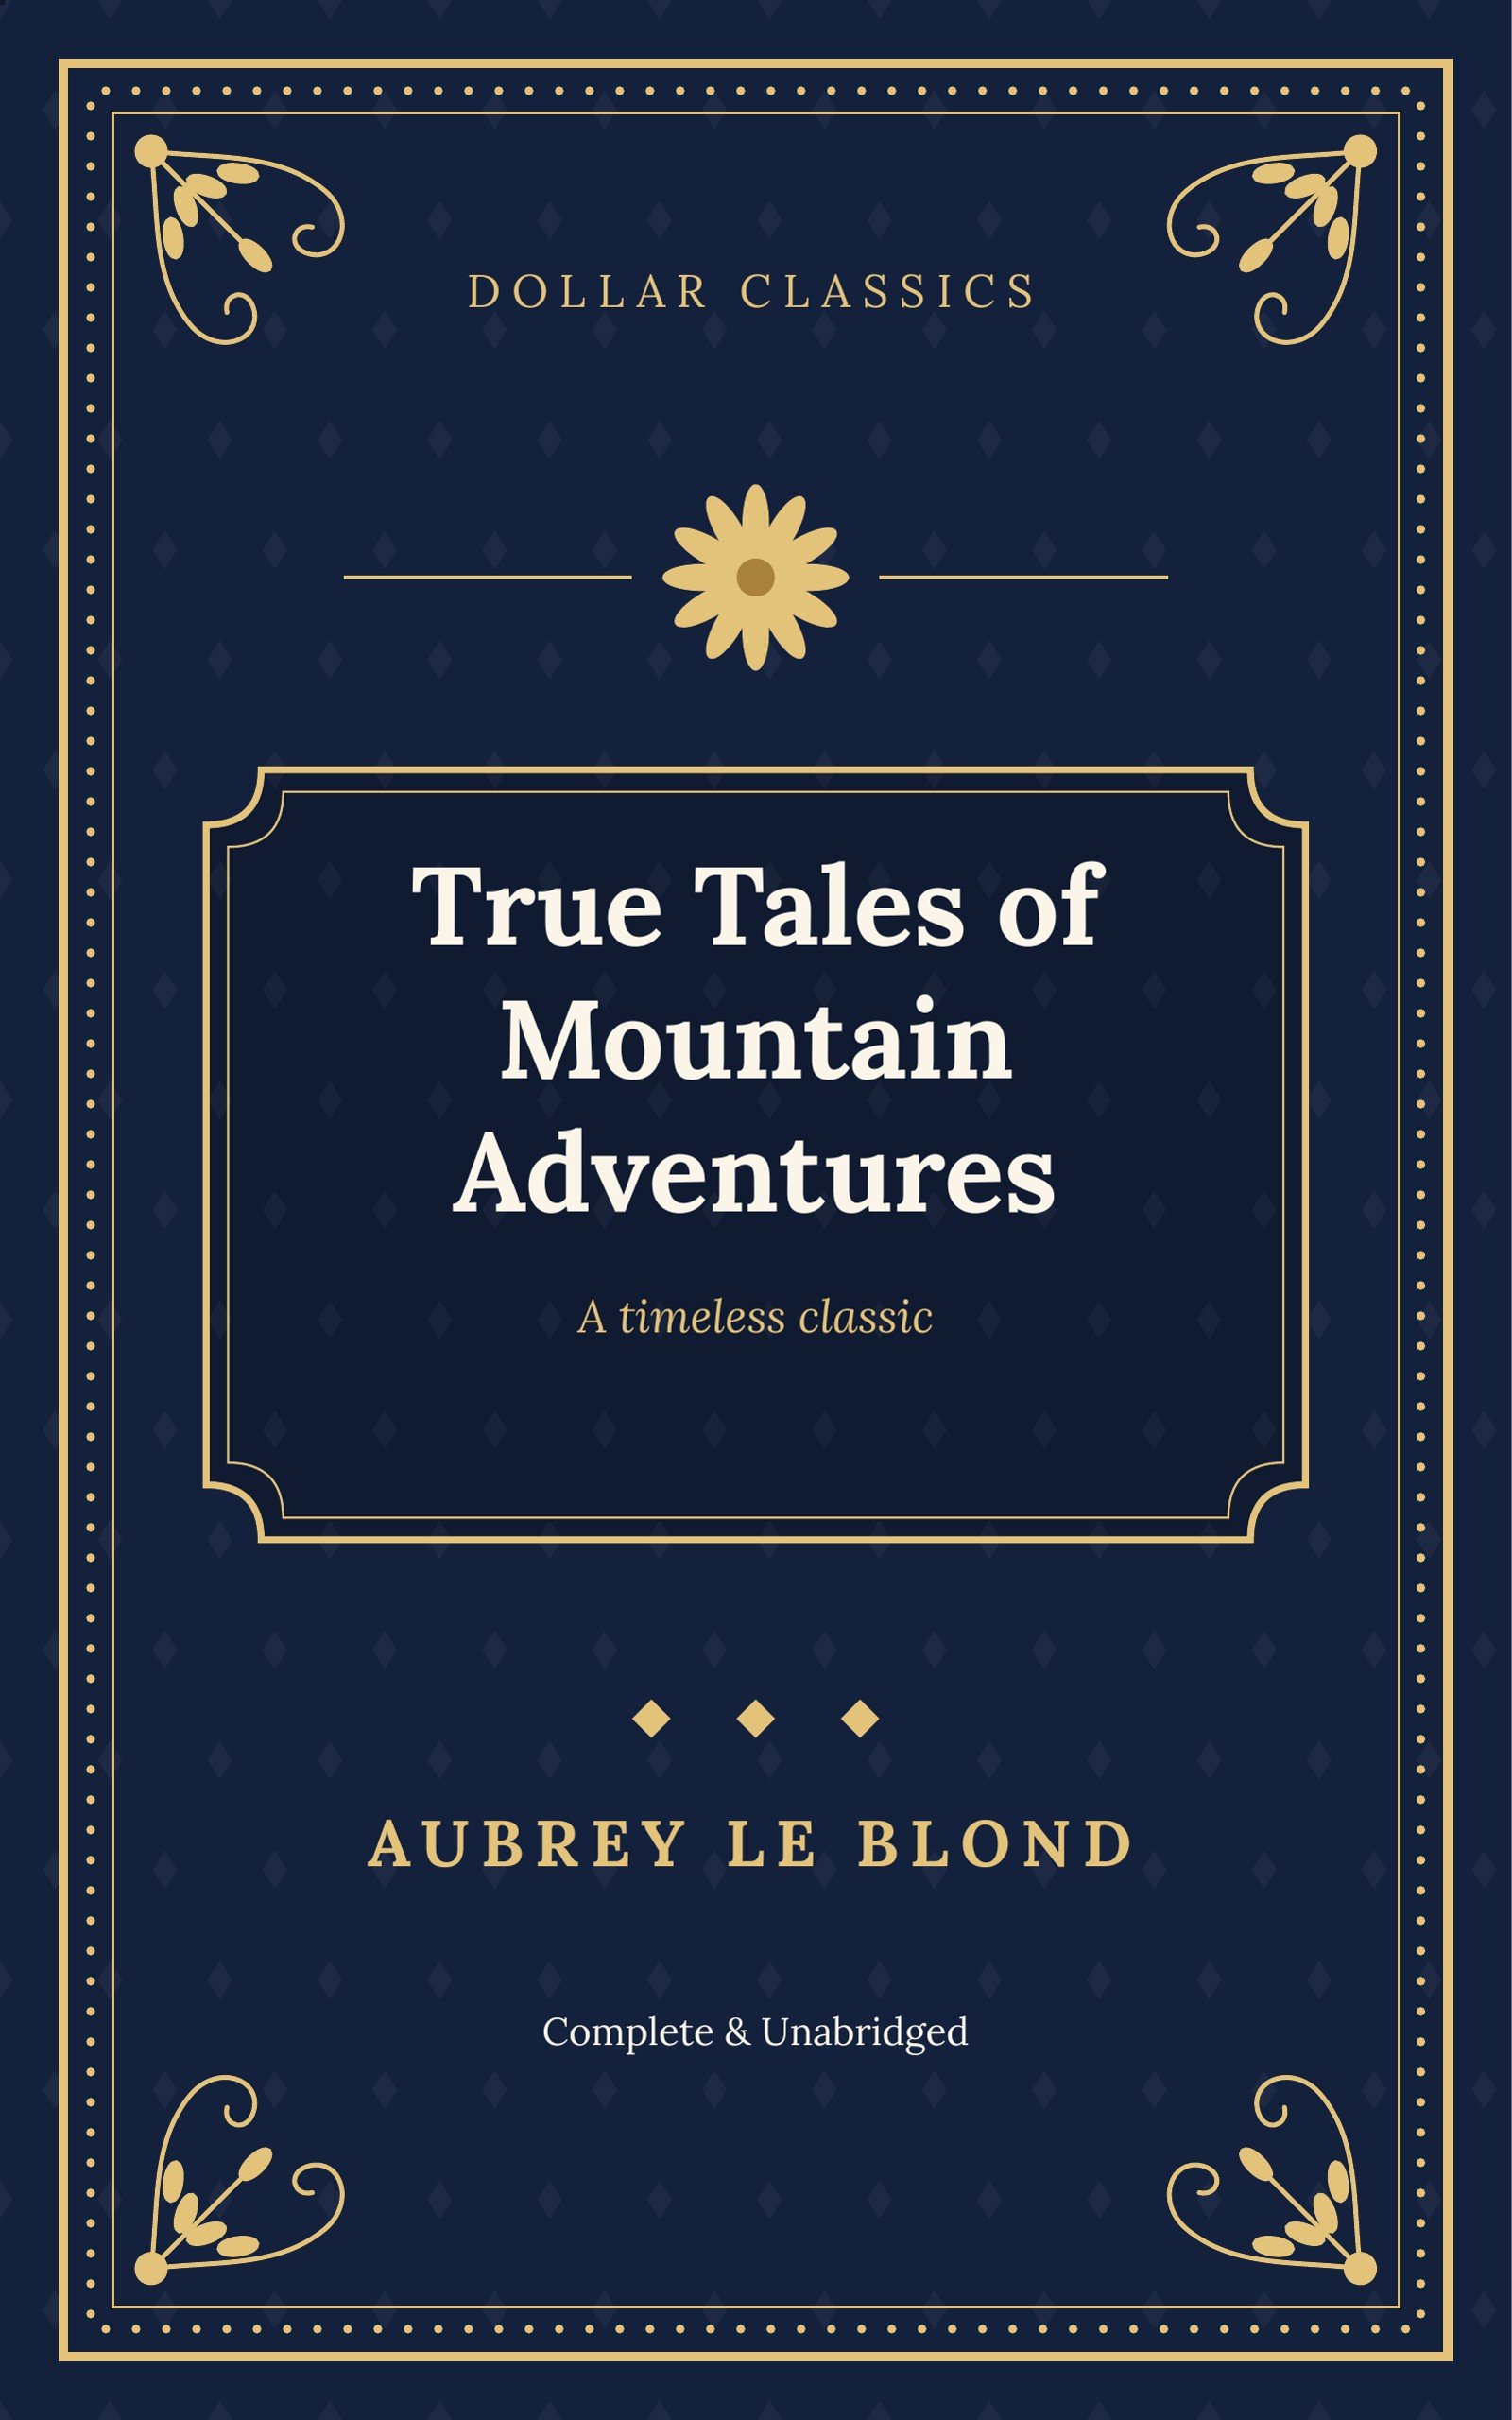 DOLLAR CLASSICS
True Tales of
Mountain
Adventures
A timeless classic
AUBREY LE BLOND
Complete & Unabridged